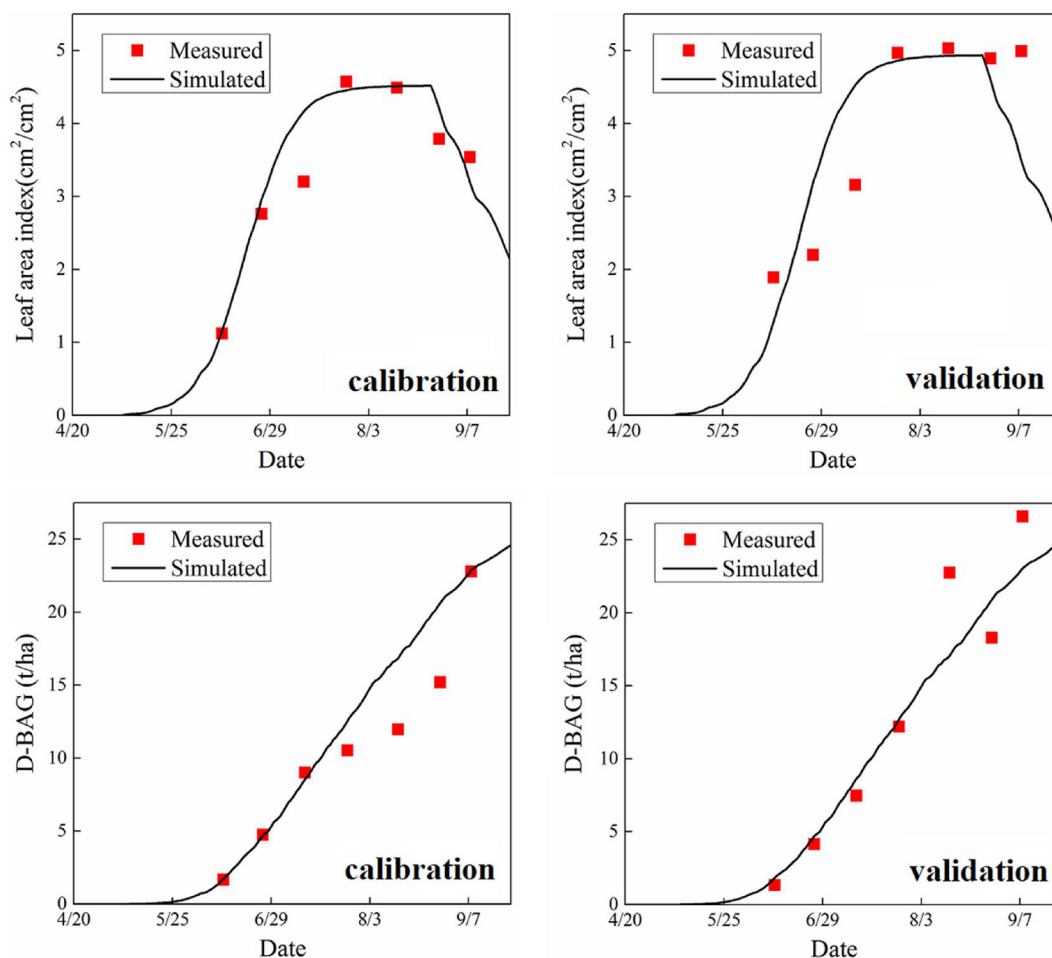 Measured
Simulated
Leaf area index(cm²/cm²)
5
4
3
2
1
0
4/20 5/25 6/29 8/3 9/7
Date
calibration
Measured
Simulated
Leaf area index(cm²/cm²)
5
4
3
2
1
0
4/20 5/25 6/29 8/3 9/7
Date
validation
Measured
Simulated
D-BAG (t/ha)
25
20
15
10
5
0
4/20 5/25 6/29 8/3 9/7
Date
calibration
Measured
Simulated
D-BAG (t/ha)
25
20
15
10
5
0
4/20 5/25 6/29 8/3 9/7
Date
validation